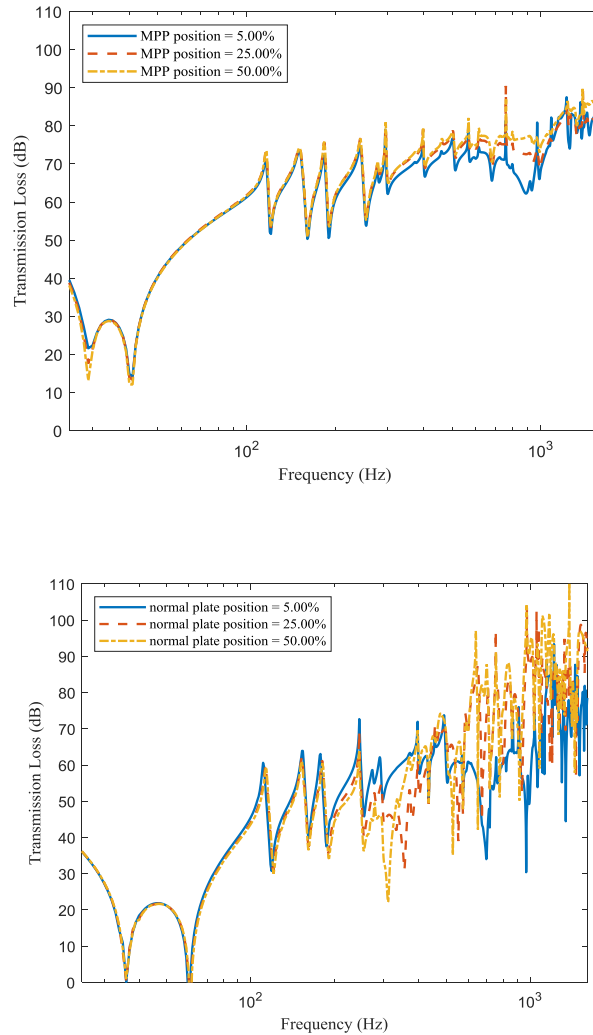 110
100
90
80
70
60
50
40
30
20
10
0
Transmission Loss (dB)
MPP position = 5.00%
MPP position = 25.00%
MPP position = 50.00%
10^2
10^3
Frequency (Hz)
110
100
90
80
70
60
50
40
30
20
10
0
Transmission Loss (dB)
normal plate position = 5.00%
normal plate position = 25.00%
normal plate position = 50.00%
10^2
10^3
Frequency (Hz)